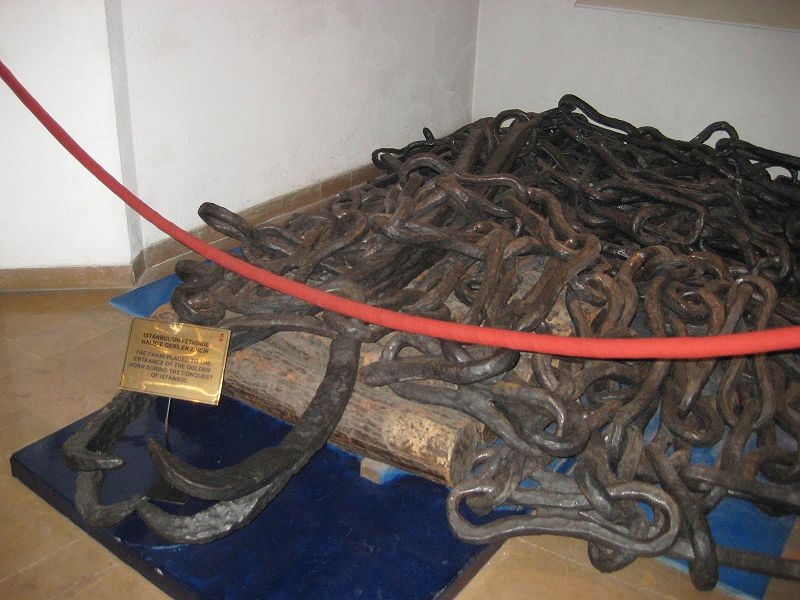 İSTANBUL'UN FETHİNDE
HALİÇ'E GERİLEN ZİNCİR
THE CHAIN PLACED TO THE
ENTRANCE OF THE GOLDEN
HORN DURING THE CONQUEST
OF ISTANBUL